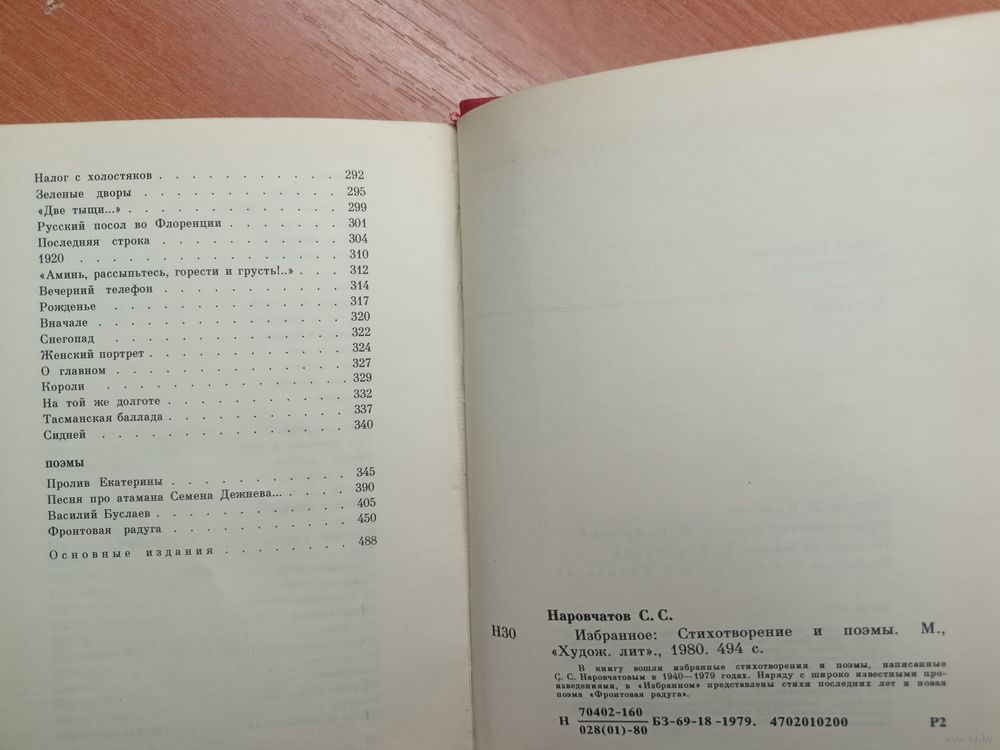 Налог с холостяков . . . . . . . . . . . 292
Зеленые дворы . . . . . . . . . . . . 295
«Две тыщи...» . . . . . . . . . . . . . 299
Русский посол во Флоренции . . . . . . . 301
Последняя строка . . . . . . . . . . . 304
1920 . . . . . . . . . . . . . . . . 310
«Аминь, рассыпьтесь, горести и грусть!..» . . . 312
Вечерний телефон . . . . . . . . . . . 314
Рожденье . . . . . . . . . . . . . . 317
Вначале . . . . . . . . . . . . . . . 320
Снегопад . . . . . . . . . . . . . . 322
Женский портрет . . . . . . . . . . . . 324
О главном . . . . . . . . . . . . . . 327
Короли . . . . . . . . . . . . . . . 329
На той же долготе . . . . . . . . . . . 332
Тасманская баллада . . . . . . . . . . . 337
Сидней . . . . . . . . . . . . . . . 340
ПОЭМЫ
Пролив Екатерины . . . . . . . . . . . 345
Песня про атамана Семена Дежнева... . . . . 390
Василий Буслаев . . . . . . . . . . . . 405
Фронтовая радуга . . . . . . . . . . . 450
Основные издания . . . . . . . . 488
Наровчатов С. С.
Н30 Избранное: Стихотворение и поэмы. М.,
«Худож. лит»., 1980. 494 с.
В книгу вошли избранные стихотворения и поэмы, написанные
С. С. Наровчатовым в 1940—1979 годах. Наряду с широко известными про-
изведениями, в «Избранном» представлены стихи последних лет и новая
поэма «Фронтовая радуга».
Н 70402-160
028(01)-80 БЗ-69-18-1979. 4702010200 Р2
www.ay.by